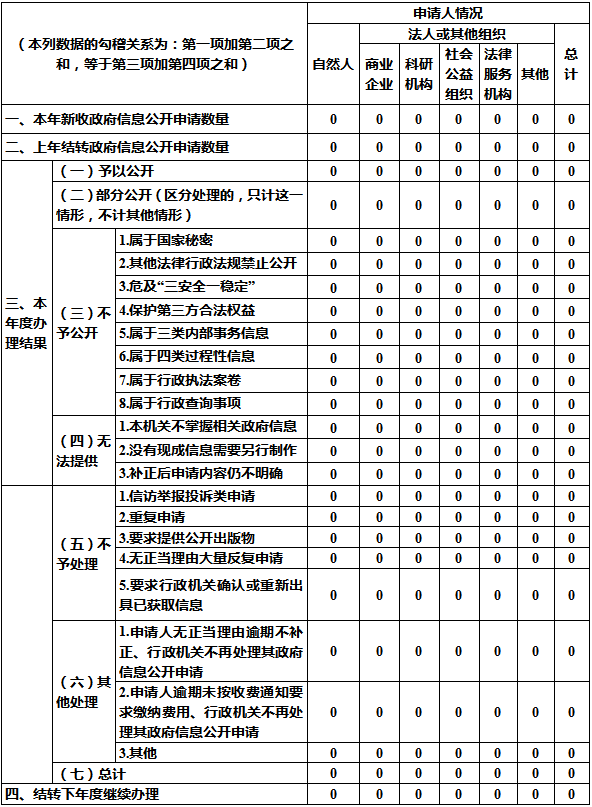 申请人情况
（本列数据的勾稽关系为：第一项加第二项之
和，等于第三项加第四项之和）
自然人
法人或其他组织
总
计
商业
企业
科研
机构
社会
公益
组织
法律
服务
机构
其他
一、本年新收政府信息公开申请数量 0 0 0 0 0 0 0
二、上年结转政府信息公开申请数量 0 0 0 0 0 0 0
三、本
年度办
理结果
（一）予以公开 0 0 0 0 0 0 0
（二）部分公开（区分处理的，只计这一
情形，不计其他情形） 0 0 0 0 0 0 0
（三）不
予公开
1.属于国家秘密 0 0 0 0 0 0 0
2.其他法律行政法规禁止公开 0 0 0 0 0 0 0
3.危及“三安全一稳定” 0 0 0 0 0 0 0
4.保护第三方合法权益 0 0 0 0 0 0 0
5.属于三类内部事务信息 0 0 0 0 0 0 0
6.属于四类过程性信息 0 0 0 0 0 0 0
7.属于行政执法案卷 0 0 0 0 0 0 0
8.属于行政查询事项 0 0 0 0 0 0 0
（四）无
法提供
1.本机关不掌握相关政府信息 0 0 0 0 0 0 0
2.没有现成信息需要另行制作 0 0 0 0 0 0 0
3.补正后申请内容仍不明确 0 0 0 0 0 0 0
（五）不
予处理
1.信访举报投诉类申请 0 0 0 0 0 0 0
2.重复申请 0 0 0 0 0 0 0
3.要求提供公开出版物 0 0 0 0 0 0 0
4.无正当理由大量反复申请 0 0 0 0 0 0 0
5.要求行政机关确认或重新出
具已获取信息 0 0 0 0 0 0 0
（六）其
他处理
1.申请人无正当理由逾期不补
正、行政机关不再处理其政府
信息公开申请 0 0 0 0 0 0 0
2.申请人逾期未按收费通知要
求缴纳费用、行政机关不再处
理其政府信息公开申请 0 0 0 0 0 0 0
3.其他 0 0 0 0 0 0 0
（七）总计 0 0 0 0 0 0 0
四、结转下年度继续办理 0 0 0 0 0 0 0